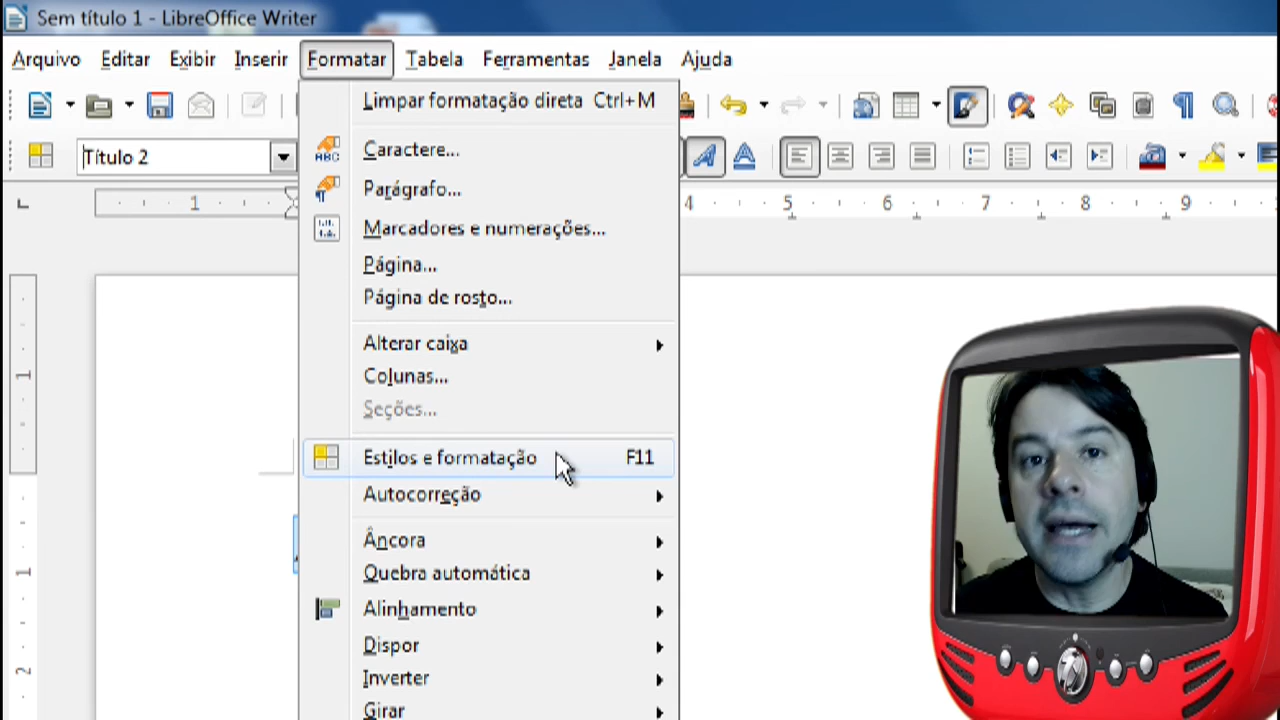 Sem título 1 - LibreOffice Writer
Arquivo Editar Exibir Inserir Formatar Tabela Ferramentas Janela Ajuda
Limpar formatação direta Ctrl+M
Título 2
ABC
Caractere...
Parágrafo...
1 4 5 6 7 8 9
Marcadores e numerações...
Página...
Página de rosto...
Alterar caixa
1
Colunas...
Seções...
Estilos e formatação F11
Autocorreção
Âncora
1
Quebra automática
Alinhamento
Dispor
2
Inverter
Girar